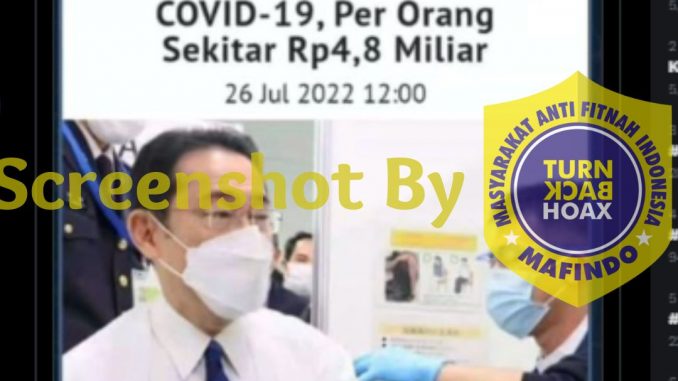 COVID-19, Per Orang
Sekitar Rp4,8 Miliar
26 Jul 2022 12:00
Screenshot By
MASYARAKAT ANTI FITNAH INDONESIA
TURN
BACK
HOAX
MAFINDO